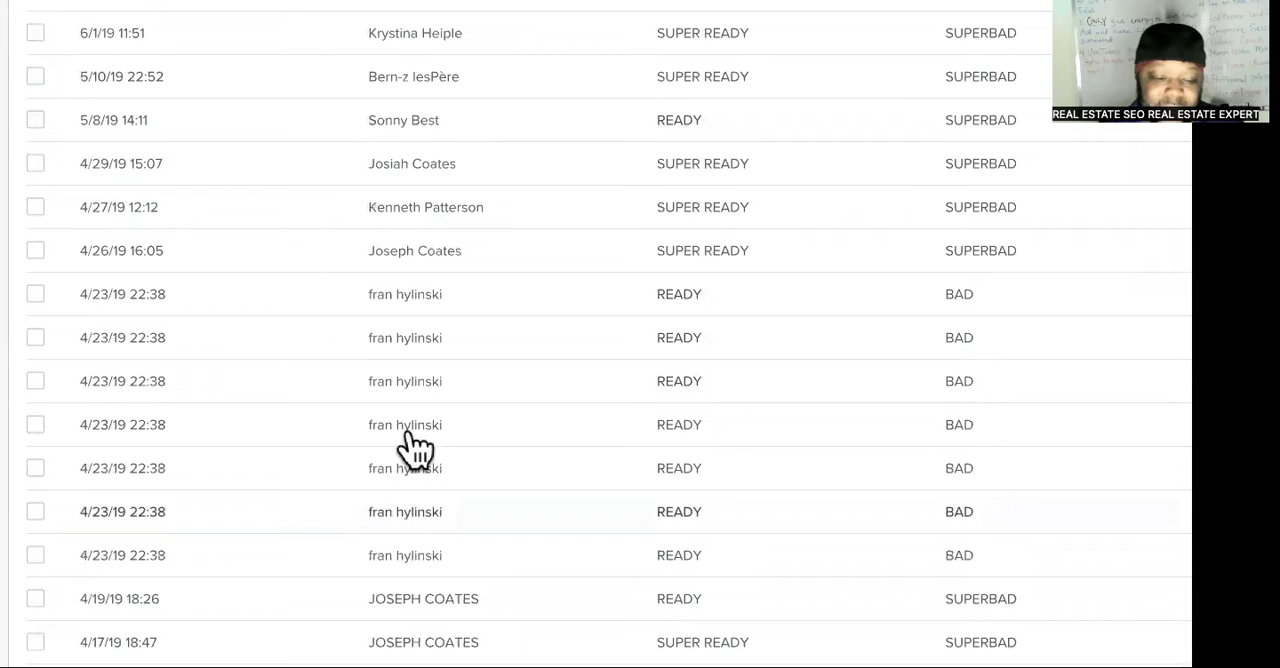 6/1/19 11:51 Krystina Heiple SUPER READY SUPERBAD
5/10/19 22:52 Bern-z lesPère SUPER READY SUPERBAD
5/8/19 14:11 Sonny Best READY SUPERBAD
REAL ESTATE SEO REAL ESTATE EXPERT
4/29/19 15:07 Josiah Coates SUPER READY SUPERBAD
4/27/19 12:12 Kenneth Patterson SUPER READY SUPERBAD
4/26/19 16:05 Joseph Coates SUPER READY SUPERBAD
4/23/19 22:38 fran hylinski READY BAD
4/23/19 22:38 fran hylinski READY BAD
4/23/19 22:38 fran hylinski READY BAD
4/23/19 22:38 fran hylinski READY BAD
4/23/19 22:38 fran hylinski READY BAD
4/23/19 22:38 fran hylinski READY BAD
4/23/19 22:38 fran hylinski READY BAD
4/19/19 18:26 JOSEPH COATES READY SUPERBAD
4/17/19 18:47 JOSEPH COATES SUPER READY SUPERBAD